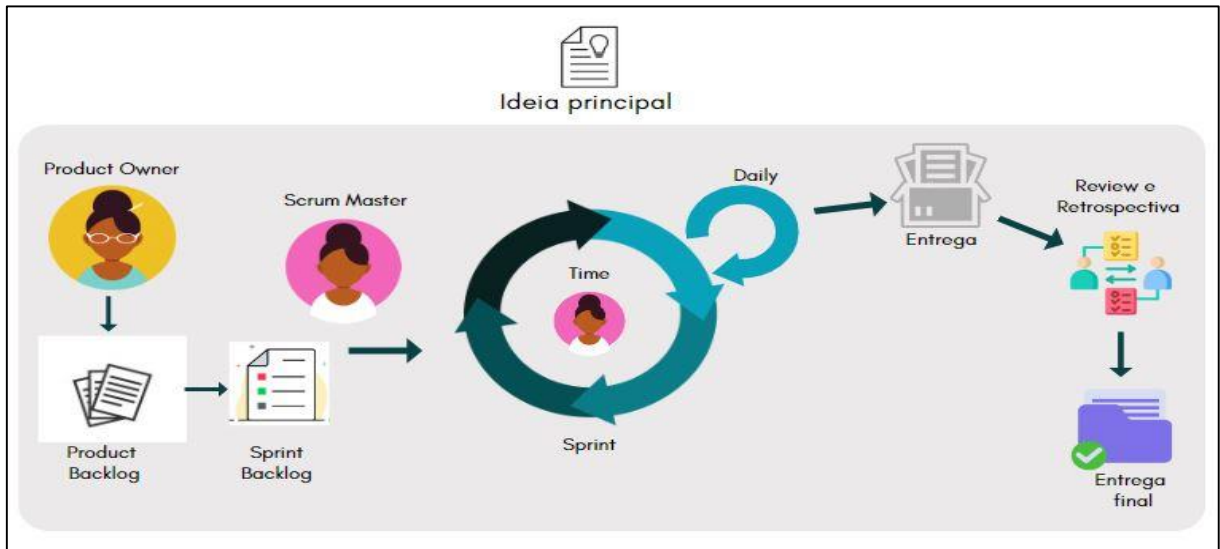 Ideia principal
Product Owner
Scrum Master
Daily
Time
Entrega
Review e
Retrospectiva
Product
Backlog
Sprint
Backlog
Sprint
Entrega
final